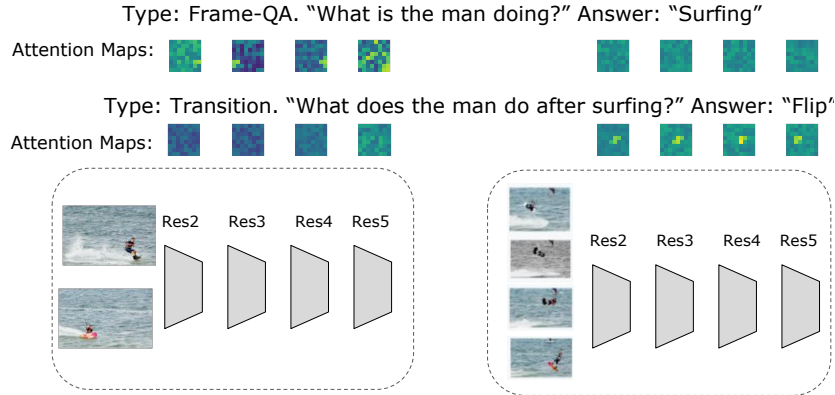 Type: Frame-QA. “What is the man doing?” Answer: “Surfing”
Attention Maps:
Type: Transition. “What does the man do after surfing?” Answer: “Flip”
Attention Maps:
Res2 Res3 Res4 Res5
Res2 Res3 Res4 Res5